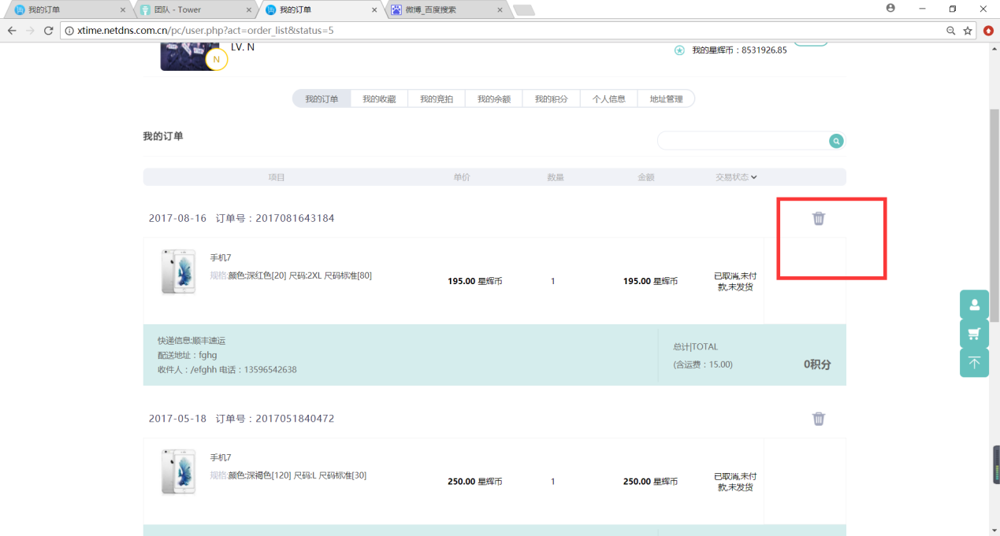 我的订单
团队 - Tower
我的订单
微博_百度搜索
xtime.netdns.com.cn/pc/user.php?act=order_list&status=5
LV. N
N
我的星辉币：8531926.85
我的订单 我的收藏 我的竞拍 我的余额 我的积分 个人信息 地址管理
我的订单
项目 单价 数量 金额 交易状态
2017-08-16 订单号：2017081643184
手机7
规格:颜色:深红色[20] 尺码:2XL 尺码标准[80]
195.00 星辉币 1 195.00 星辉币
已取消,未付
款,未发货
快递信息:顺丰速运
配送地址：fghg
收件人：/efghh 电话：13596542638
总计|TOTAL
(含运费：15.00)
0积分
2017-05-18 订单号：2017051840472
手机7
规格:颜色:深褐色[120] 尺码:L 尺码标准[30]
250.00 星辉币 1 250.00 星辉币
已取消,未付
款,未发货